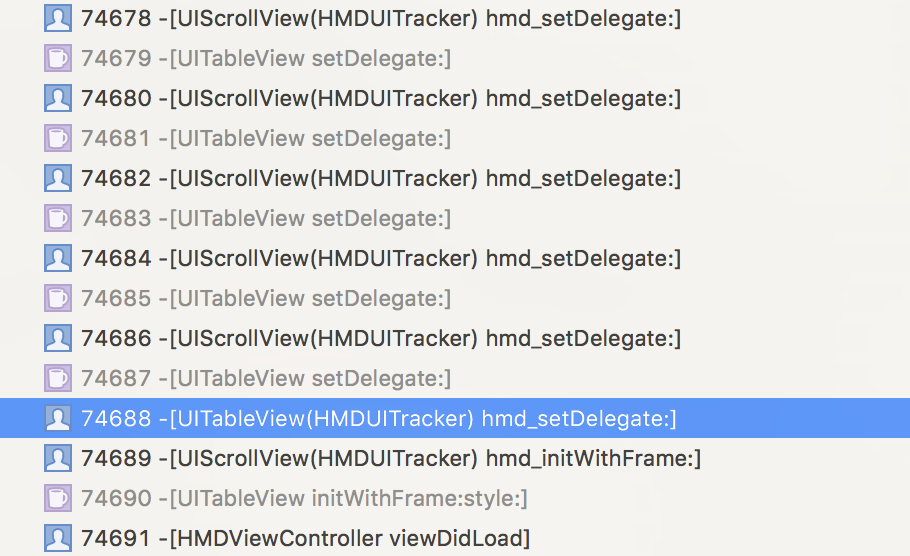 74678 -[UIScrollView(HMDUITracker) hmd_setDelegate:]
74679 -[UITableView setDelegate:]
74680 -[UIScrollView(HMDUITracker) hmd_setDelegate:]
74681 -[UITableView setDelegate:]
74682 -[UIScrollView(HMDUITracker) hmd_setDelegate:]
74683 -[UITableView setDelegate:]
74684 -[UIScrollView(HMDUITracker) hmd_setDelegate:]
74685 -[UITableView setDelegate:]
74686 -[UIScrollView(HMDUITracker) hmd_setDelegate:]
74687 -[UITableView setDelegate:]
74688 -[UITableView(HMDUITracker) hmd_setDelegate:]
74689 -[UIScrollView(HMDUITracker) hmd_initWithFrame:]
74690 -[UITableView initWithFrame:style:]
74691 -[HMDViewController viewDidLoad]